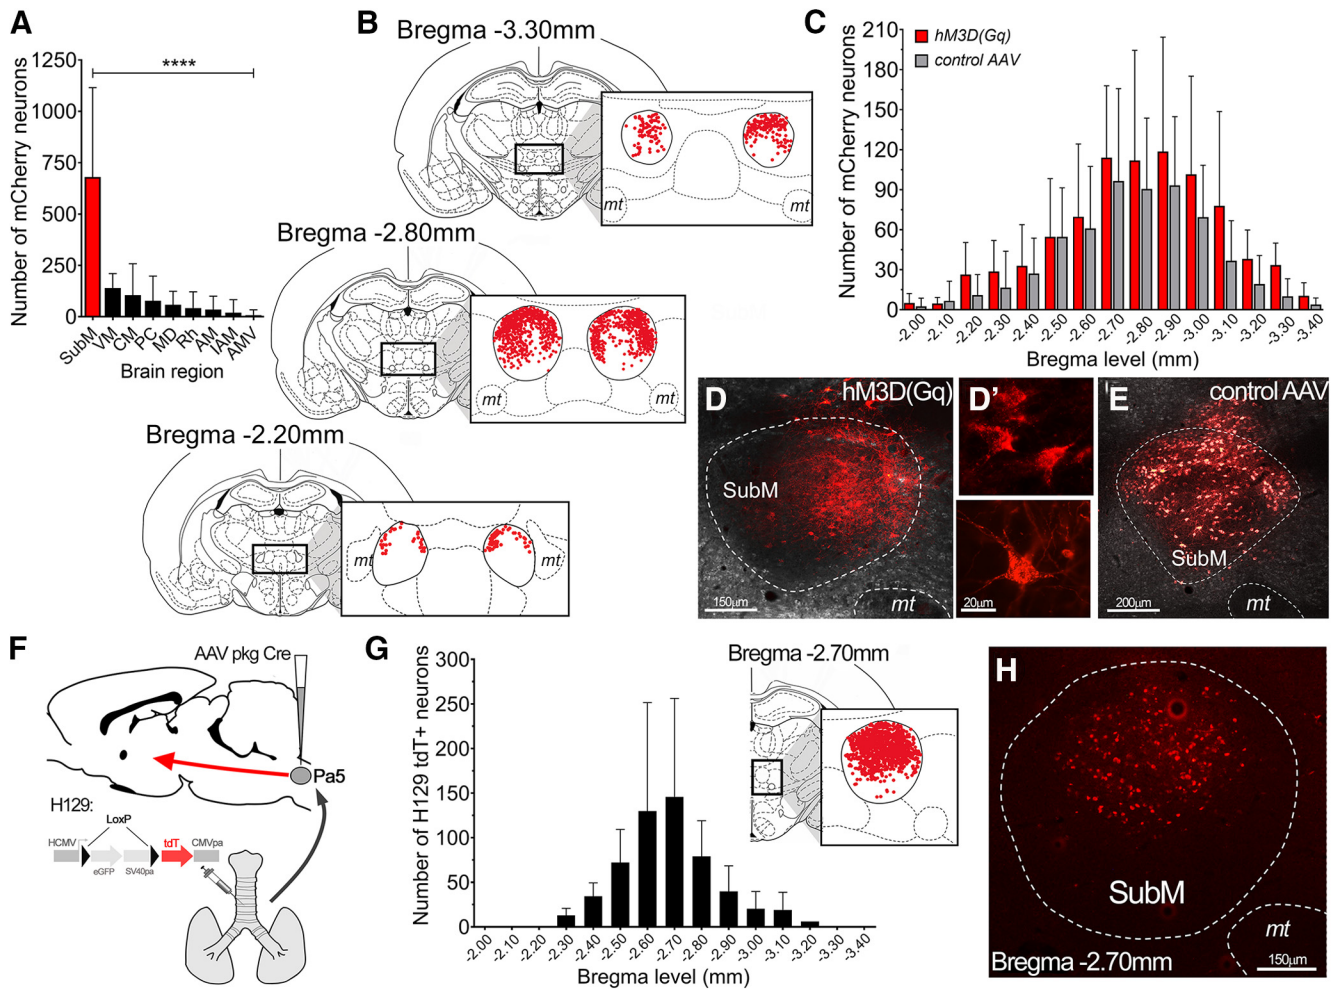 A
Number of mCherry neurons
1250
1000
750
500
250
0
****
SubM
VM
CM
PC
MD
Rh
AM
IAM
AMV
Brain region
B
Bregma -3.30mm
mt
mt
Bregma -2.80mm
mt
mt
Bregma -2.20mm
mt
mt
C
Number of mCherry neurons
210
180
150
120
90
60
30
0
hM3D(Gq)
control AAV
-2.00
-2.10
-2.20
-2.30
-2.40
-2.50
-2.60
-2.70
-2.80
-2.90
-3.00
-3.10
-3.20
-3.30
-3.40
Bregma level (mm)
D
hM3D(Gq)
SubM
150μm
mt
D'
20μm
E
control AAV
SubM
200μm
mt
F
AAV pkg Cre
Pa5
H129:
LoxP
HCMV
tdT
CMVpa
eGFP
SV40pa
G
Number of H129 tdT+ neurons
300
250
200
150
100
50
0
-2.00
-2.10
-2.20
-2.30
-2.40
-2.50
-2.60
-2.70
-2.80
-2.90
-3.00
-3.10
-3.20
-3.30
-3.40
Bregma level (mm)
Bregma -2.70mm
H
SubM
mt
Bregma -2.70mm
150μm